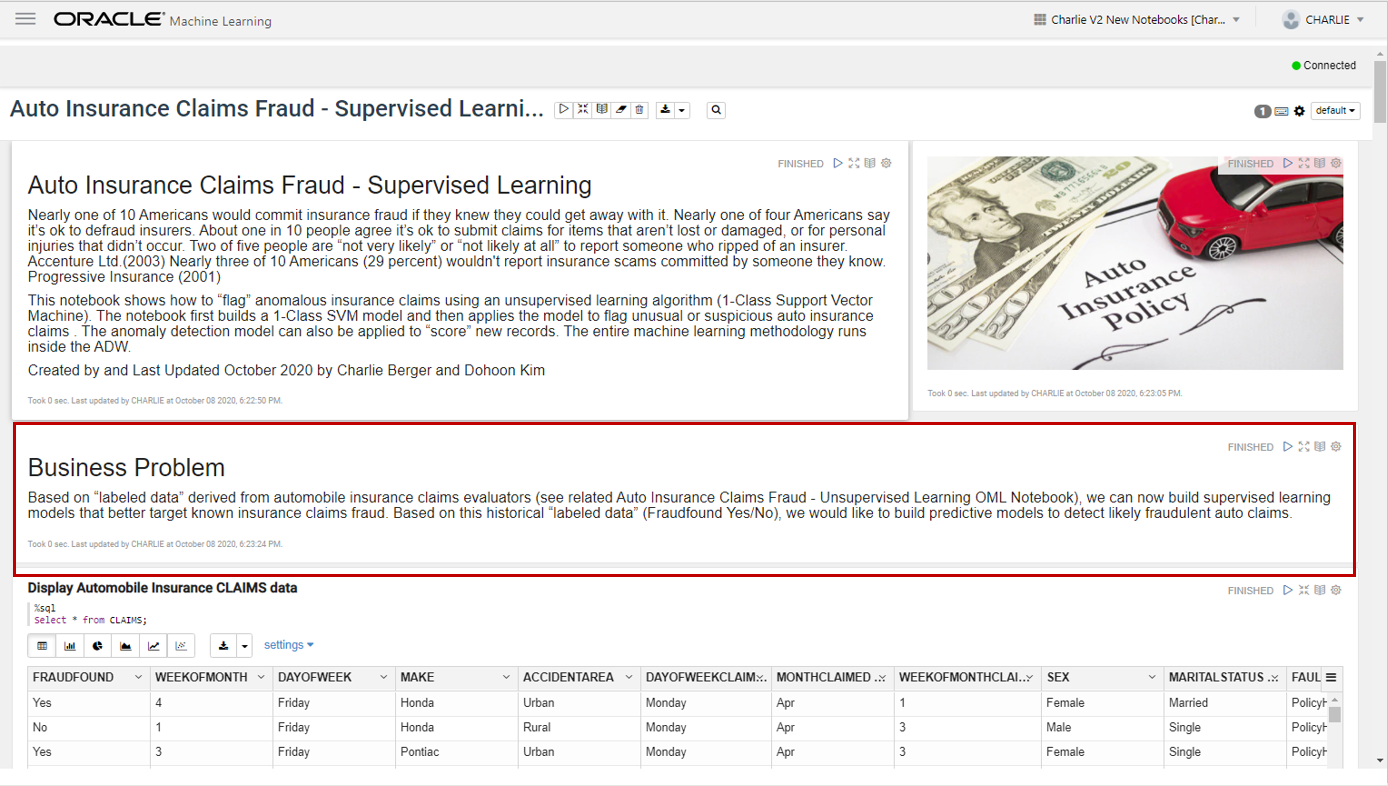 ORACLE Machine Learning
Charlie V2 New Notebooks [Char...
CHARLIE
Connected
Auto Insurance Claims Fraud - Supervised Learni...
1
default
FINISHED
Auto Insurance Claims Fraud - Supervised Learning
Nearly one of 10 Americans would commit insurance fraud if they knew they could get away with it. Nearly one of four Americans say
it’s ok to defraud insurers. About one in 10 people agree it’s ok to submit claims for items that aren’t lost or damaged, or for personal
injuries that didn’t occur. Two of five people are “not very likely” or “not likely at all” to report someone who ripped of an insurer.
Accenture Ltd.(2003) Nearly three of 10 Americans (29 percent) wouldn't report insurance scams committed by someone they know.
Progressive Insurance (2001)
This notebook shows how to “flag” anomalous insurance claims using an unsupervised learning algorithm (1-Class Support Vector
Machine). The notebook first builds a 1-Class SVM model and then applies the model to flag unusual or suspicious auto insurance
claims . The anomaly detection model can also be applied to “score” new records. The entire machine learning methodology runs
inside the ADW.
Created by and Last Updated October 2020 by Charlie Berger and Dohoon Kim
Took 0 sec. Last updated by CHARLIE at October 08 2020, 6:22:50 PM.
FINISHED
Auto
Insurance
Policy
Took 0 sec. Last updated by CHARLIE at October 08 2020, 6:23:05 PM.
FINISHED
Business Problem
Based on “labeled data” derived from automobile insurance claims evaluators (see related Auto Insurance Claims Fraud - Unsupervised Learning OML Notebook), we can now build supervised learning
models that better target known insurance claims fraud. Based on this historical “labeled data” (Fraudfound Yes/No), we would like to build predictive models to detect likely fraudulent auto claims.
Took 0 sec. Last updated by CHARLIE at October 08 2020, 6:23:24 PM.
Display Automobile Insurance CLAIMS data
FINISHED
%sql
Select * from CLAIMS;
settings
FRAUDFOUND WEEKOFMONTH DAYOFWEEK MAKE ACCIDENTAREA DAYOFWEEKCLAIM... MONTHCLAIMED ... WEEKOFMONTHCLAI... SEX MARITALSTATUS ... FAUL
Yes 4 Friday Honda Urban Monday Apr 1 Female Married PolicyH
No 1 Friday Honda Rural Monday Apr 3 Male Single PolicyH
Yes 3 Friday Pontiac Urban Monday Apr 3 Female Single PolicyH